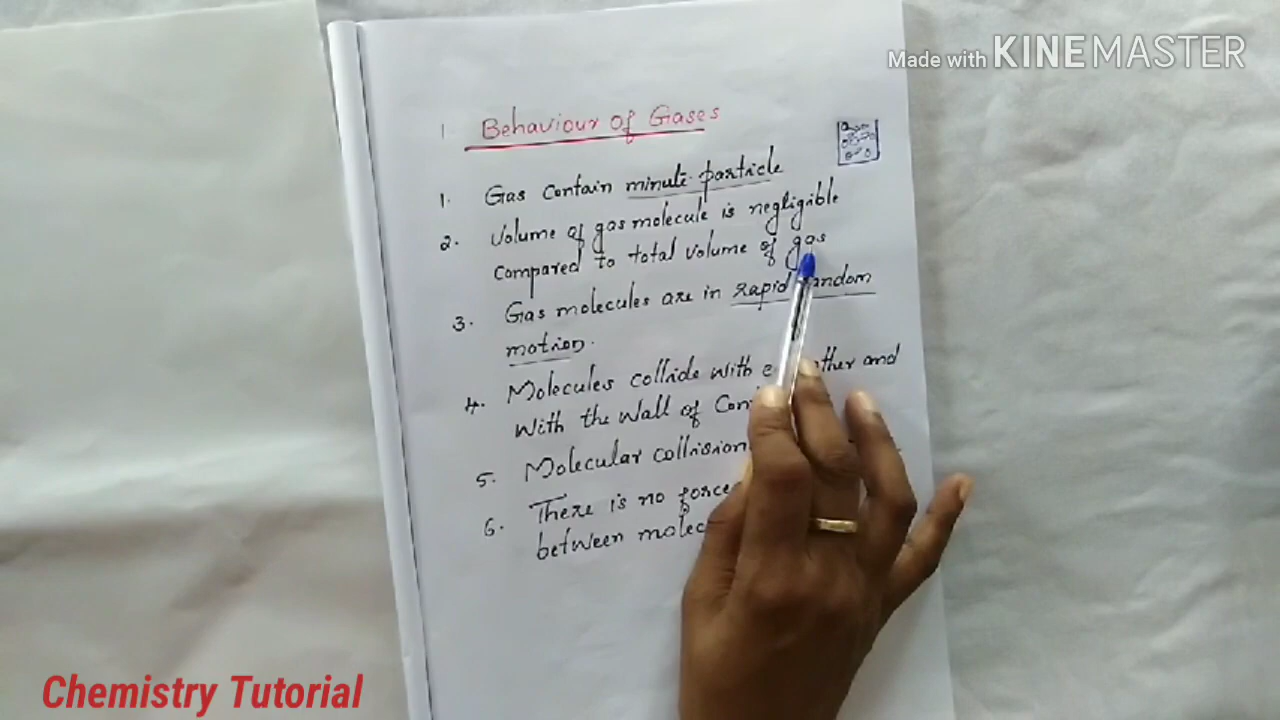 Made with KINEMASTER
1 Behaviour of Gases
1. Gas contain minute particle
2. Volume of gas molecule is negligible
compared to total volume of gas
3. Gas molecules are in rapid random
motion.
4. Molecules collide with other and
with the wall of
5. Molecular collision
6. There is no force
between
Chemistry Tutorial